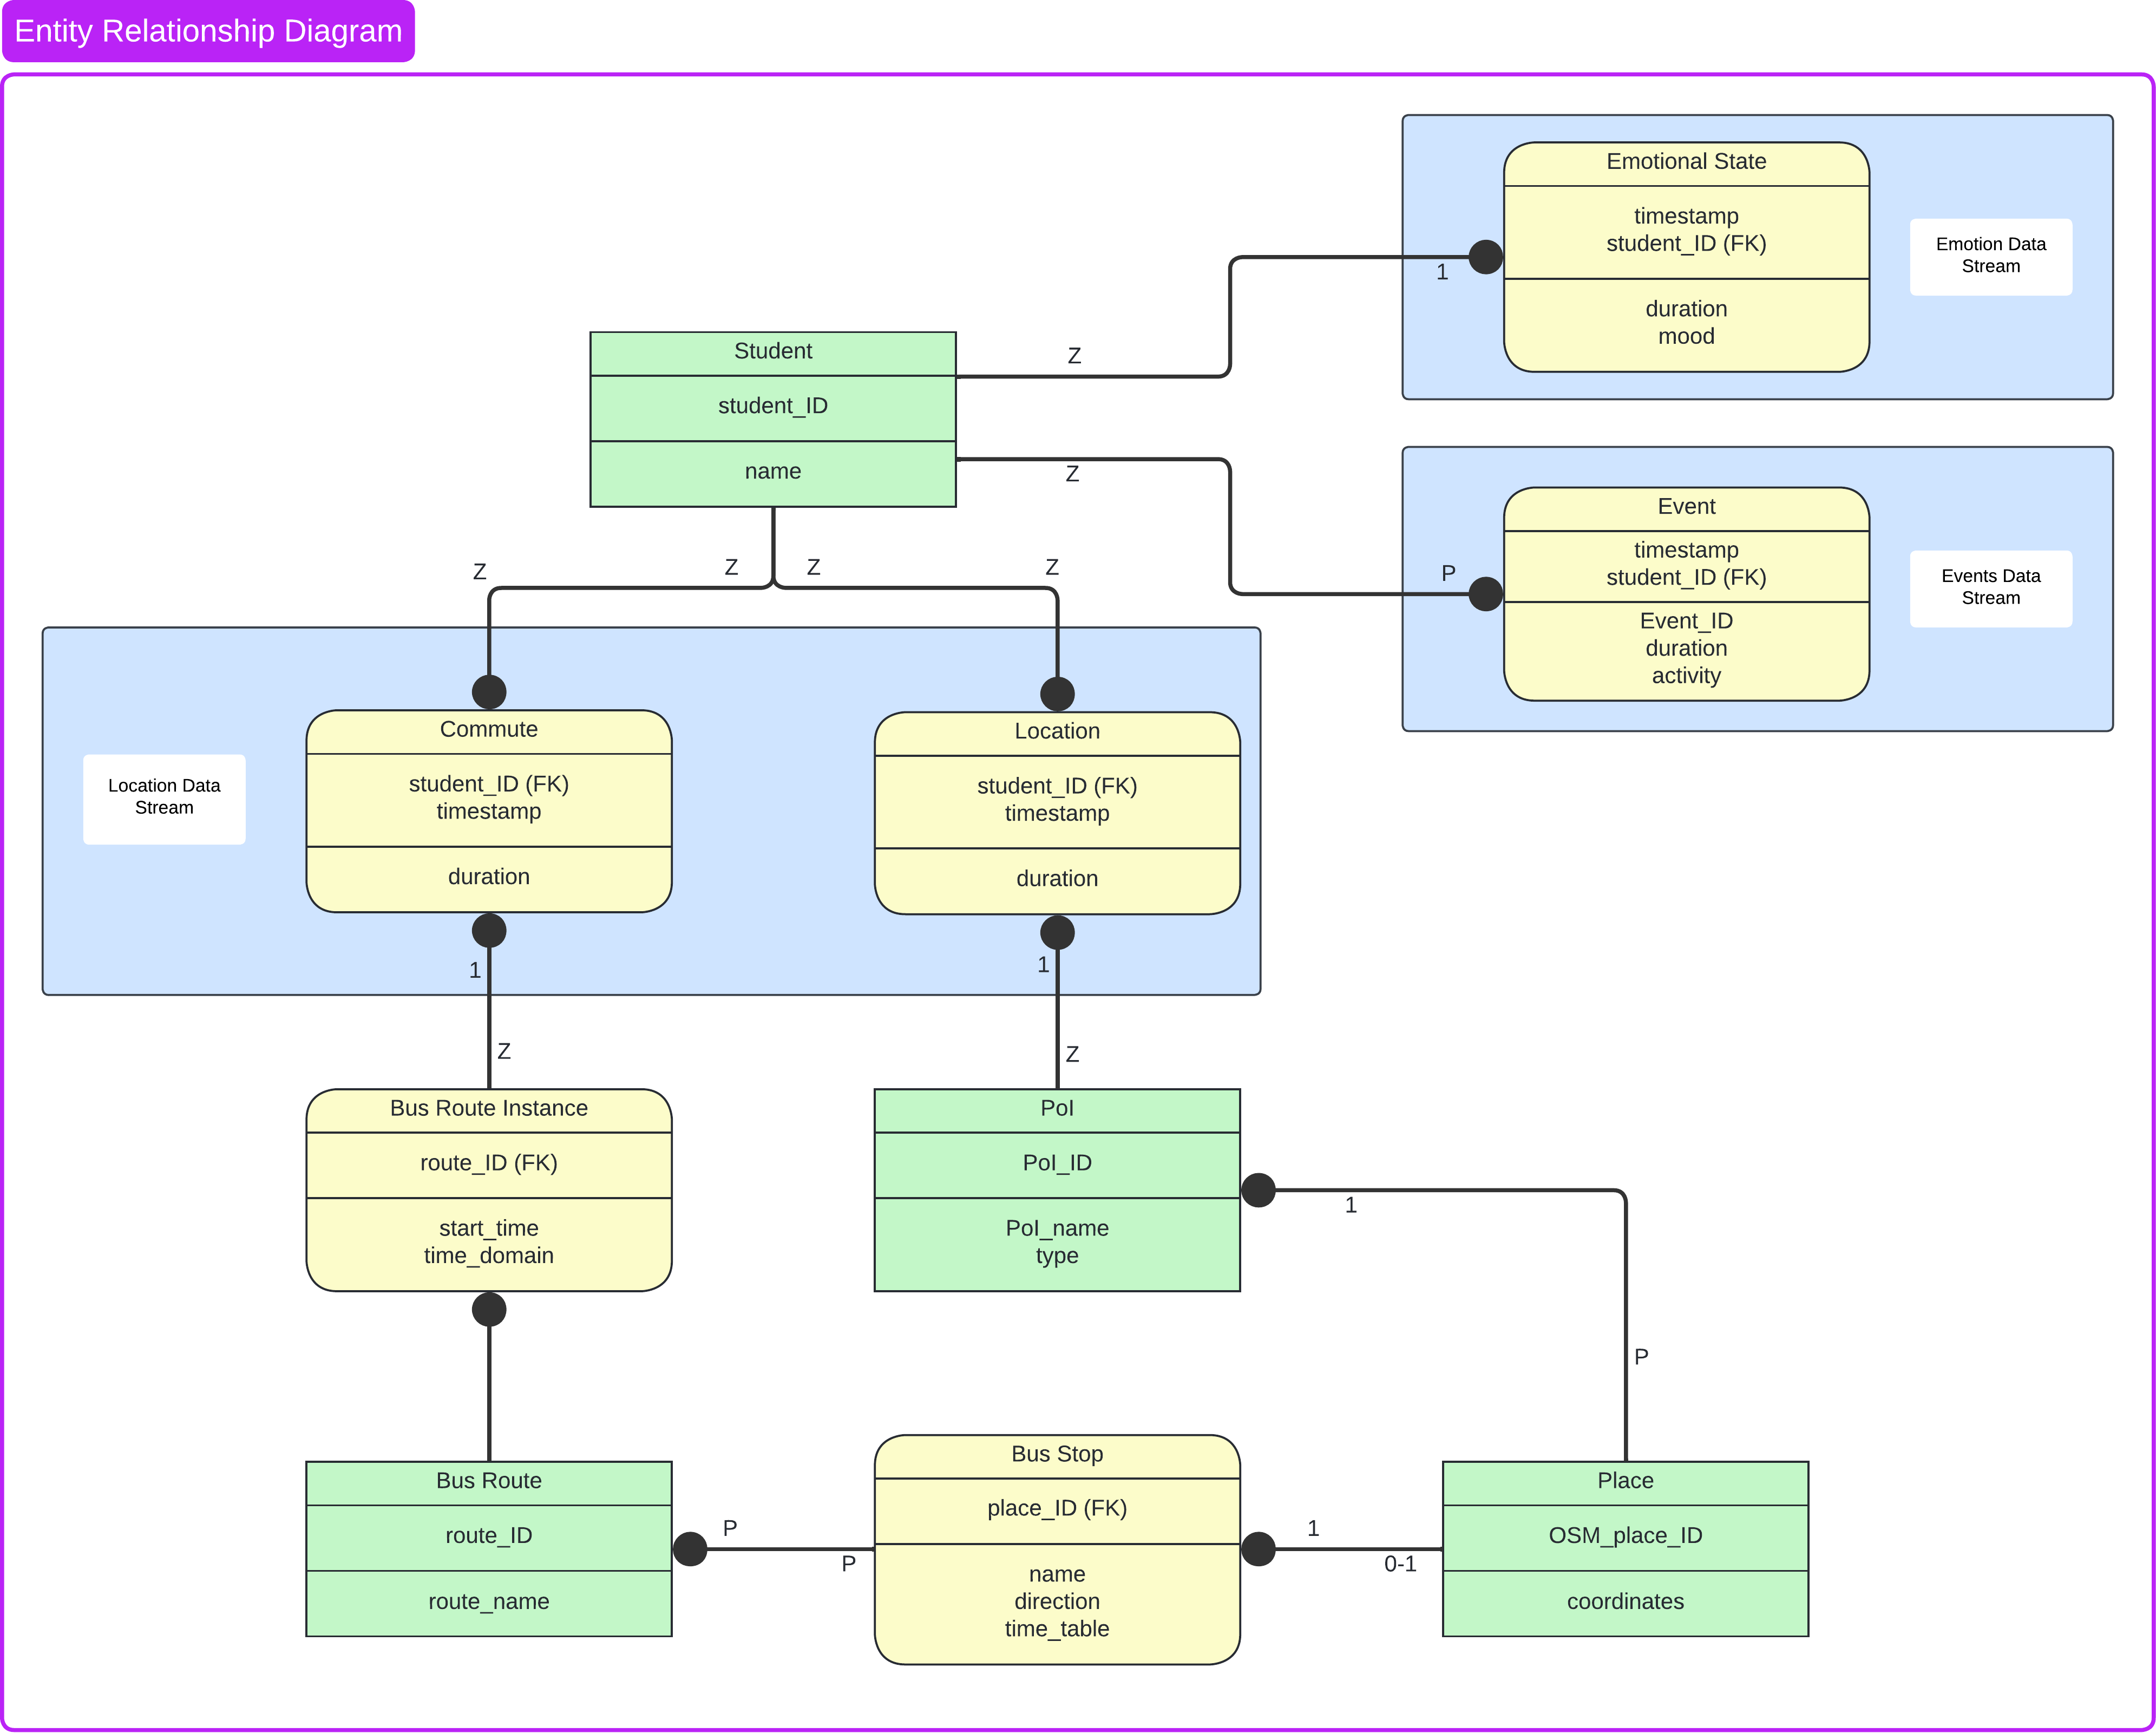 Entity Relationship Diagram
Emotional State
timestamp
student_ID (FK)
duration
mood
Emotion Data
Stream
1
Z
Student
student_ID
name
Z
Event
timestamp
student_ID (FK)
Event_ID
duration
activity
Events Data
Stream
P
Z
Z
Z
Z
Location Data
Stream
Commute
student_ID (FK)
timestamp
duration
Location
student_ID (FK)
timestamp
duration
1
1
Z
Z
Bus Route Instance
route_ID (FK)
start_time
time_domain
PoI
PoI_ID
PoI_name
type
1
P
Bus Route
route_ID
route_name
P
P
Bus Stop
place_ID (FK)
name
direction
time_table
1
0-1
Place
OSM_place_ID
coordinates